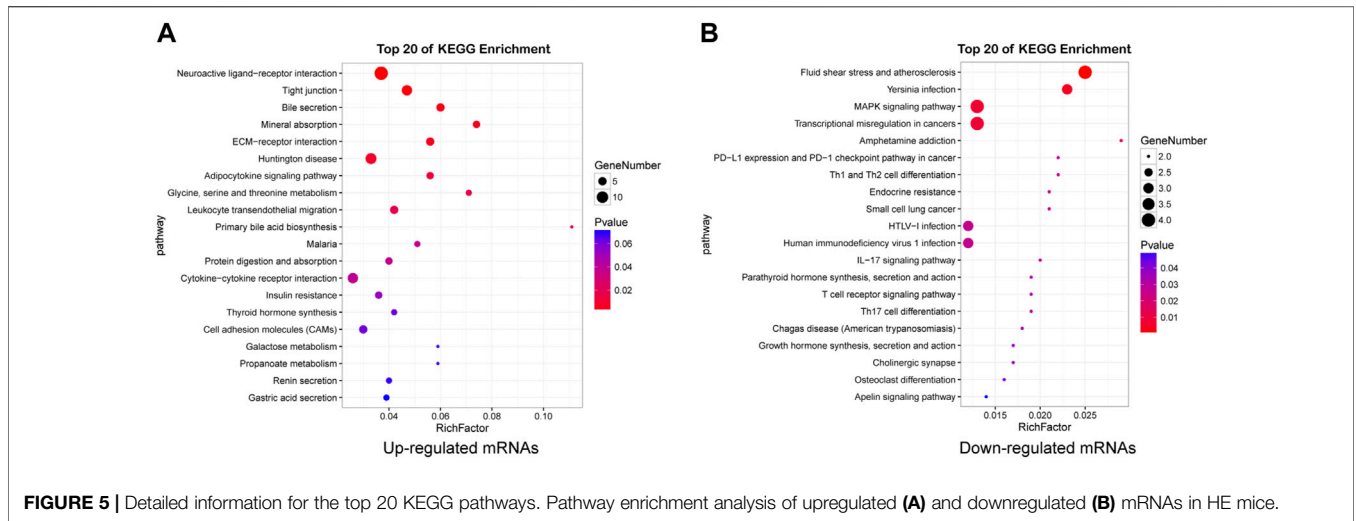 A
Top 20 of KEGG Enrichment
Neuroactive ligand−receptor interaction
Tight junction
Bile secretion
Mineral absorption
ECM−receptor interaction
Huntington disease
Adipocytokine signaling pathway
Glycine, serine and threonine metabolism
Leukocyte transendothelial migration
Primary bile acid biosynthesis
Malaria
Protein digestion and absorption
Cytokine−cytokine receptor interaction
Insulin resistance
Thyroid hormone synthesis
Cell adhesion molecules (CAMs)
Galactose metabolism
Propanoate metabolism
Renin secretion
Gastric acid secretion
pathway
0.04 0.06 0.08 0.10
RichFactor
Up-regulated mRNAs
GeneNumber
5
10
Pvalue
0.06
0.04
0.02
B
Top 20 of KEGG Enrichment
Fluid shear stress and atherosclerosis
Yersinia infection
MAPK signaling pathway
Transcriptional misregulation in cancers
Amphetamine addiction
PD−L1 expression and PD−1 checkpoint pathway in cancer
Th1 and Th2 cell differentiation
Endocrine resistance
Small cell lung cancer
HTLV−I infection
Human immunodeficiency virus 1 infection
IL−17 signaling pathway
Parathyroid hormone synthesis, secretion and action
T cell receptor signaling pathway
Th17 cell differentiation
Chagas disease (American trypanosomiasis)
Growth hormone synthesis, secretion and action
Cholinergic synapse
Osteoclast differentiation
Apelin signaling pathway
pathway
0.015 0.020 0.025
RichFactor
Down-regulated mRNAs
GeneNumber
2.0
2.5
3.0
3.5
4.0
Pvalue
0.04
0.03
0.02
0.01
FIGURE 5 | Detailed information for the top 20 KEGG pathways. Pathway enrichment analysis of upregulated (A) and downregulated (B) mRNAs in HE mice.